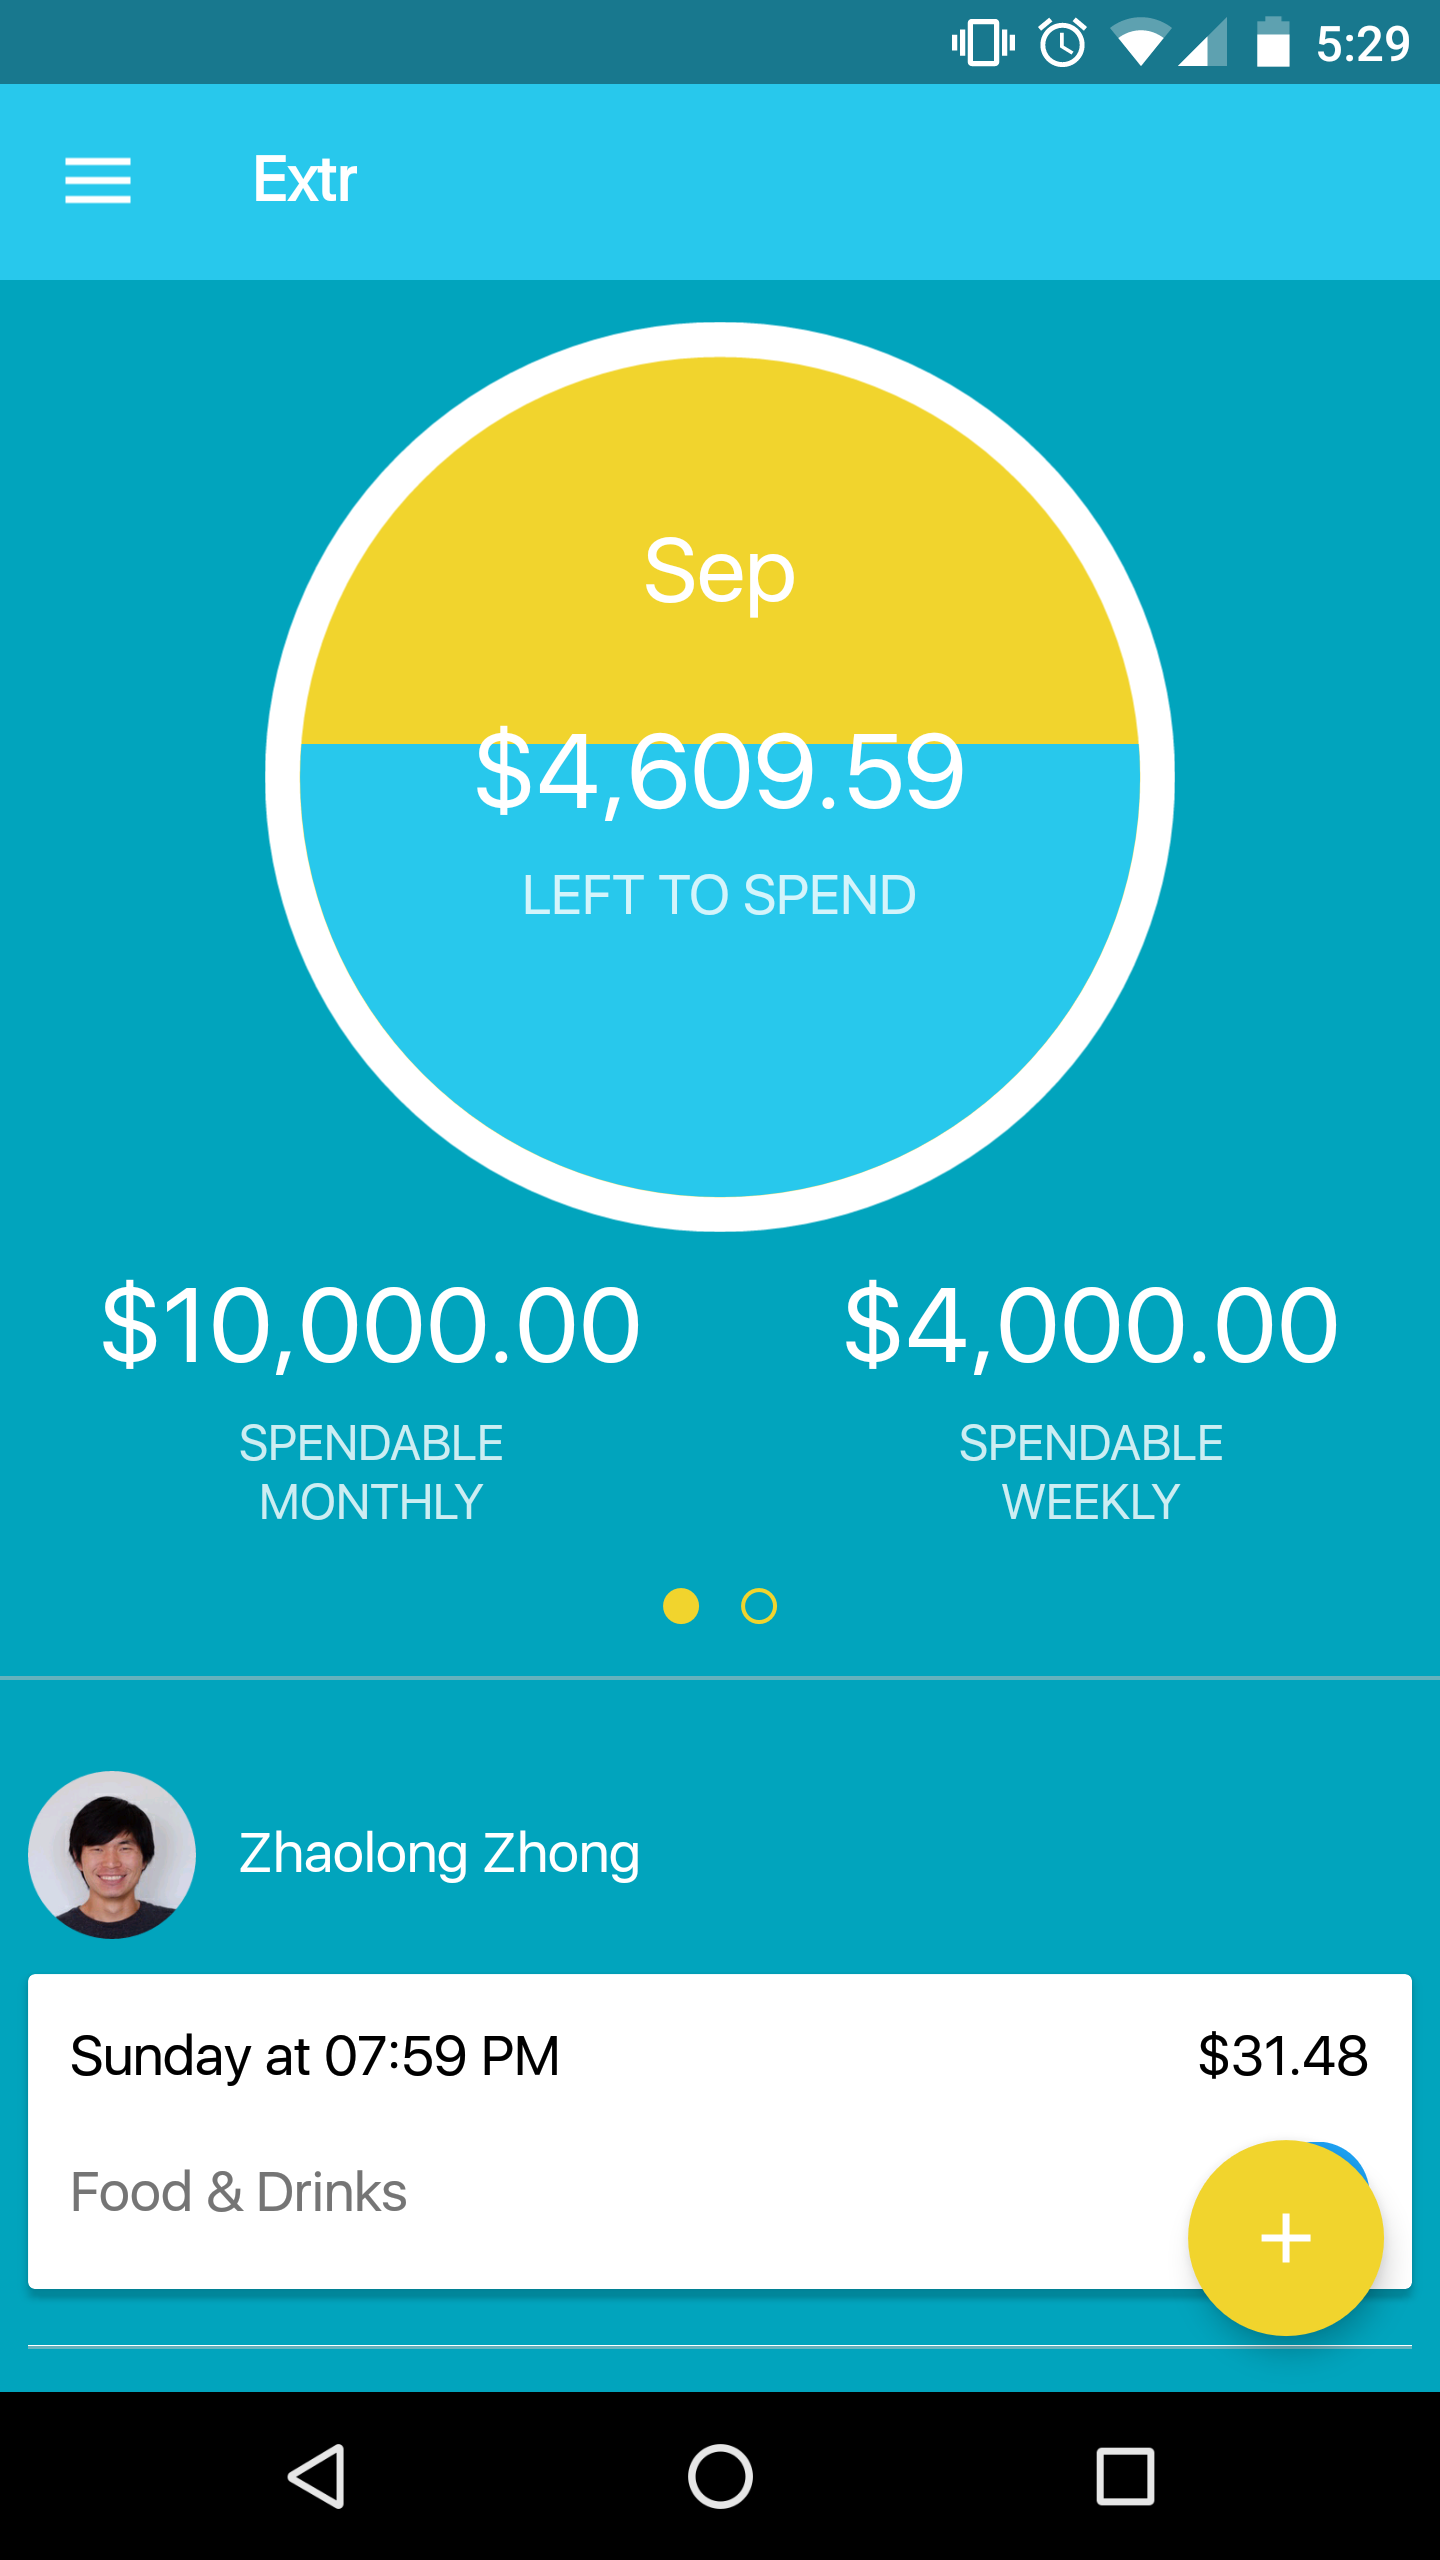 5:29
Extr
Sep
$4,609.59
LEFT TO SPEND
$10,000.00
SPENDABLE
MONTHLY
$4,000.00
SPENDABLE
WEEKLY
Zhaolong Zhong
Sunday at 07:59 PM
$31.48
Food & Drinks
+